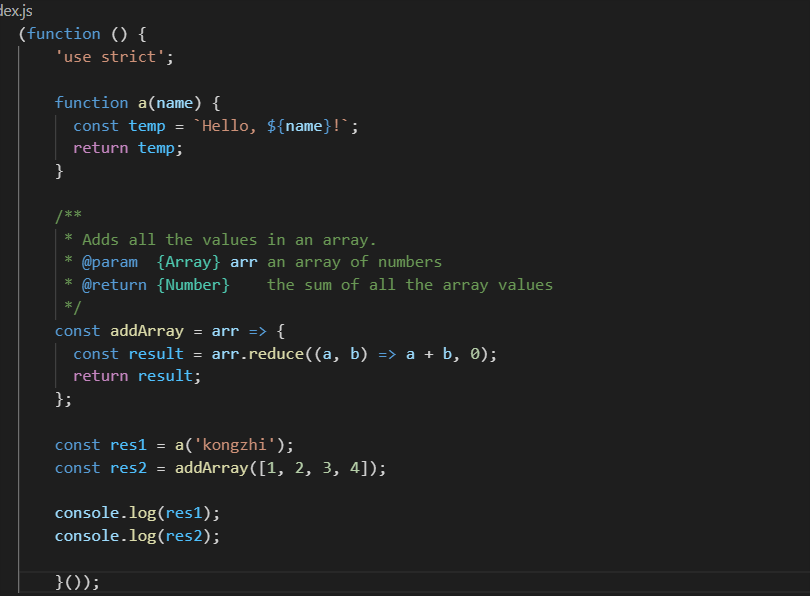 dex.js
(function () {
    'use strict';

    function a(name) {
      const temp = `Hello, ${name}!`;
      return temp;
    }

    /**
     * Adds all the values in an array.
     * @param  {Array} arr an array of numbers
     * @return {Number}    the sum of all the array values
     */
    const addArray = arr => {
      const result = arr.reduce((a, b) => a + b, 0);
      return result;
    };

    const res1 = a('kongzhi');
    const res2 = addArray([1, 2, 3, 4]);

    console.log(res1);
    console.log(res2);

    }());